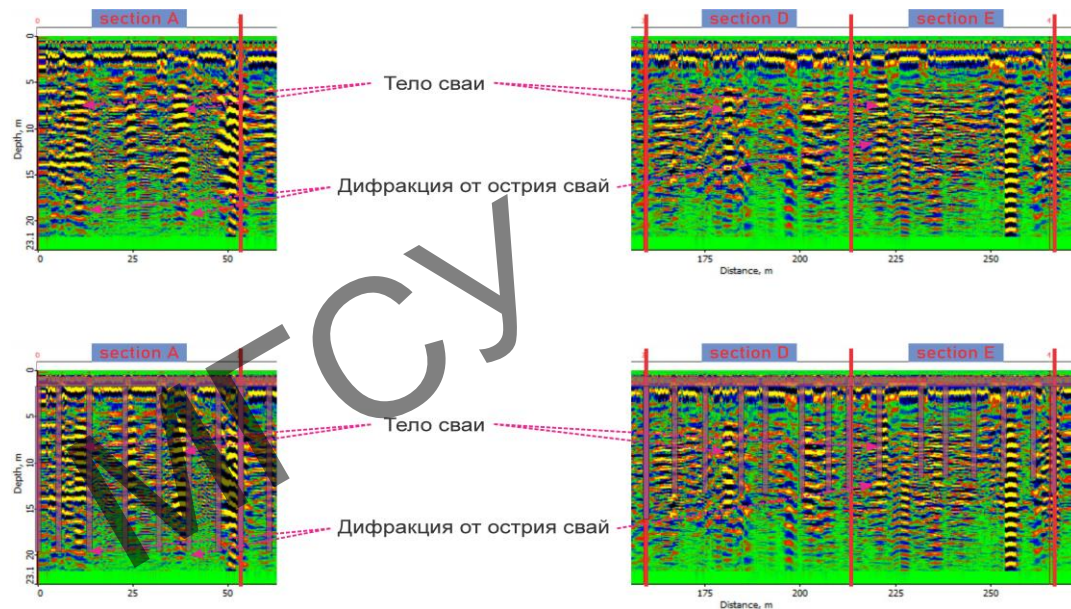 section A
section D
section E
Depth, m
0
5
10
15
20
23.1
Тело сваи
Дифракция от острия свай
0
25
50
175
200
225
250
Distance, m
Distance, m
МГСУ
section A
section D
section E
Depth, m
0
5
10
15
20
23.1
Тело сваи
Дифракция от острия свай
0
25
50
175
200
225
250
Distance, m
Distance, m